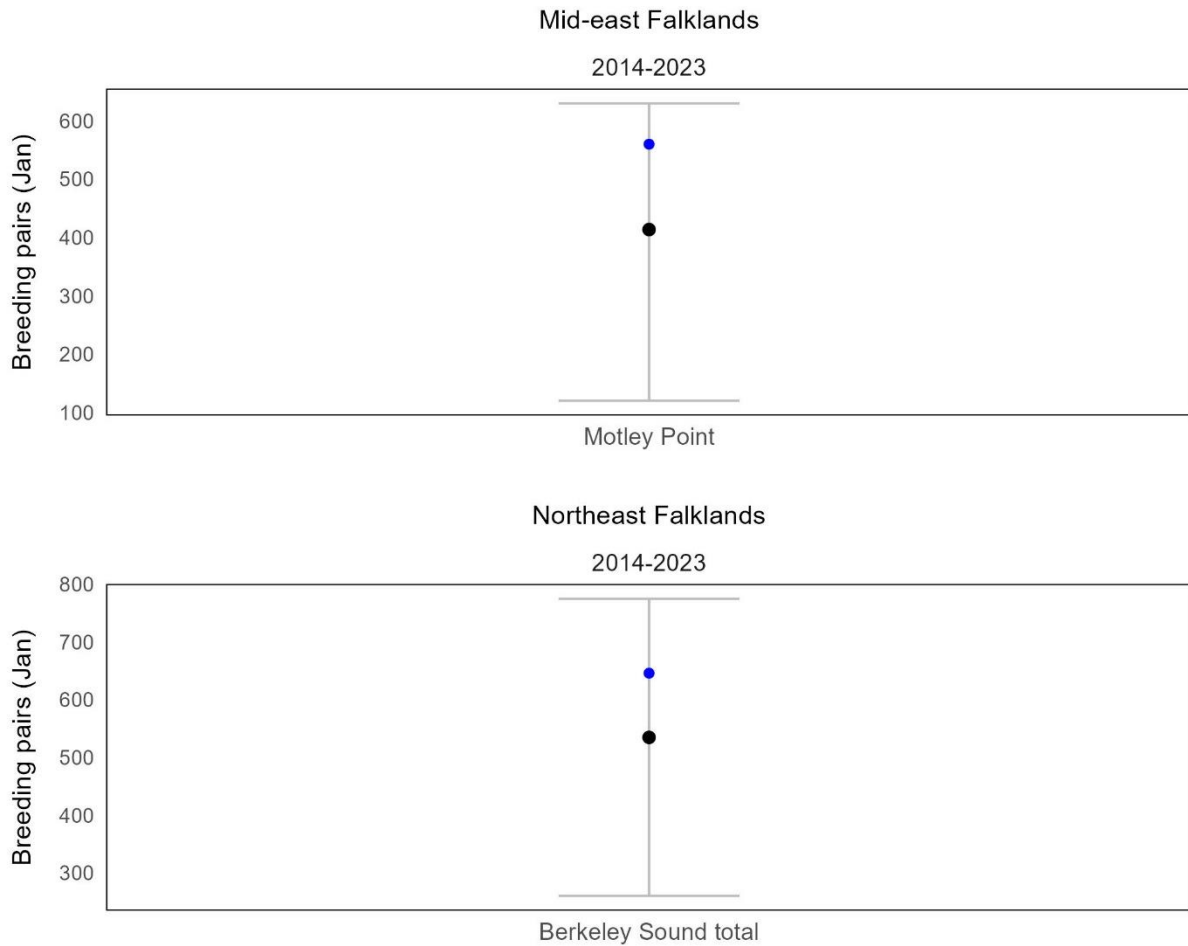 Mid-east Falklands
2014-2023
Breeding pairs (Jan)
600
500
400
300
200
100
Motley Point
Northeast Falklands
2014-2023
Breeding pairs (Jan)
800
700
600
500
400
300
Berkeley Sound total